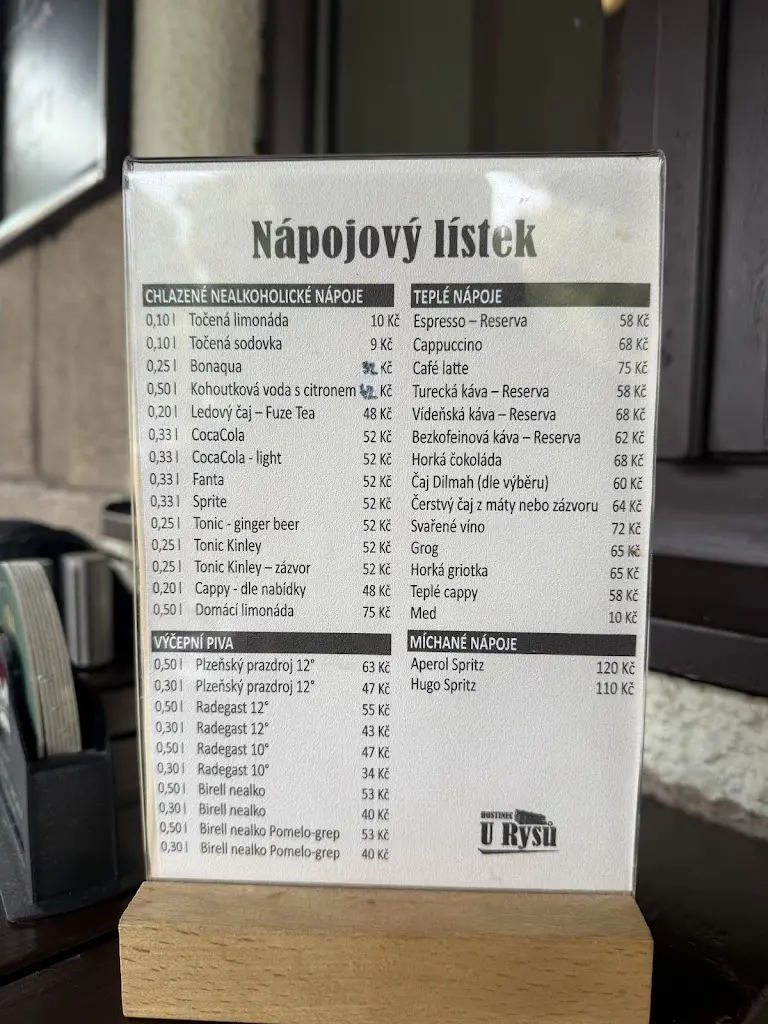 Nápojový lístek
CHLAZENÉ NEALKOHOLICKÉ NÁPOJE
0,10 l Točená limonáda 10 Kč
0,10 l Točená sodovka 9 Kč
0,25 l Bonaqua Kč
0,50 l Kohoutková voda s citronem Kč
0,20 l Ledový čaj – Fuze Tea 48 Kč
0,33 l CocaCola 52 Kč
0,33 l CocaCola - light 52 Kč
0,33 l Fanta 52 Kč
0,33 l Sprite 52 Kč
0,25 l Tonic - ginger beer 52 Kč
0,25 l Tonic Kinley 52 Kč
0,25 l Tonic Kinley – zázvor 52 Kč
0,20 l Cappy - dle nabídky 48 Kč
0,50 l Domácí limonáda 75 Kč
VÝČEPNÍ PIVA
0,50 l Plzeňský prazdroj 12° 63 Kč
0,30 l Plzeňský prazdroj 12° 47 Kč
0,50 l Radegast 12° 55 Kč
0,30 l Radegast 12° 43 Kč
0,50 l Radegast 10° 47 Kč
0,30 l Radegast 10° 34 Kč
0,50 l Birell nealko 53 Kč
0,30 l Birell nealko 40 Kč
0,50 l Birell nealko Pomelo-grep 53 Kč
0,30 l Birell nealko Pomelo-grep 40 Kč
TEPLÉ NÁPOJE
Espresso – Reserva 58 Kč
Cappuccino 68 Kč
Café latte 75 Kč
Turecká káva – Reserva 58 Kč
Vídeňská káva – Reserva 68 Kč
Bezkofeinová káva – Reserva 62 Kč
Horká čokoláda 68 Kč
Čaj Dilmah (dle výběru) 60 Kč
Čerstvý čaj z máty nebo zázvoru 64 Kč
Svařené víno 72 Kč
Grog 65 Kč
Horká griotka 65 Kč
Teplé cappy 58 Kč
Med 10 Kč
MÍCHANÉ NÁPOJE
Aperol Spritz 120 Kč
Hugo Spritz 110 Kč
HOSTINEC
U Rysů